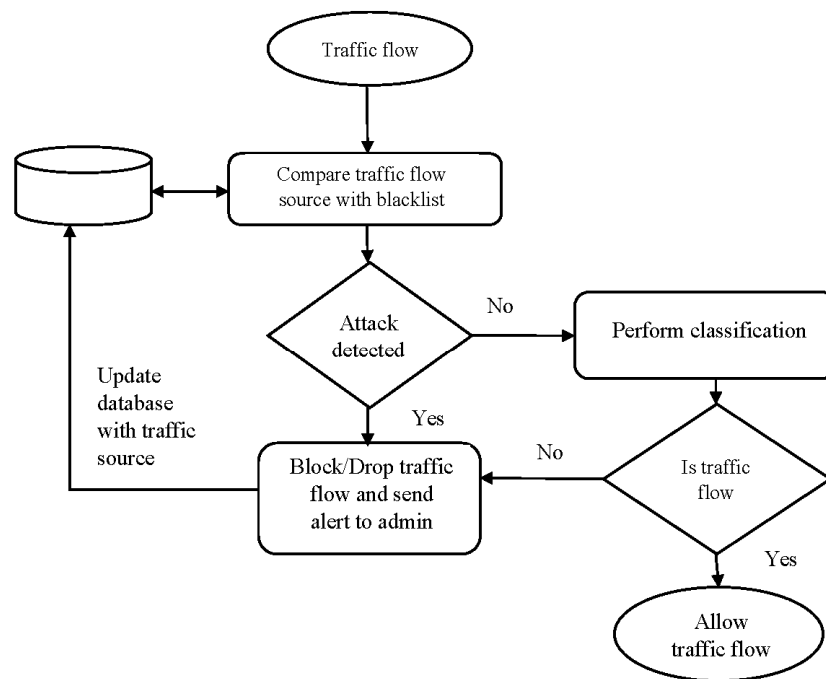 Traffic flow
Compare traffic flow
source with blacklist
Attack
detected
No
Perform classification
Update
database
with traffic
source
Yes
Block/Drop traffic
flow and send
alert to admin
No
Is traffic
flow
Yes
Allow
traffic flow